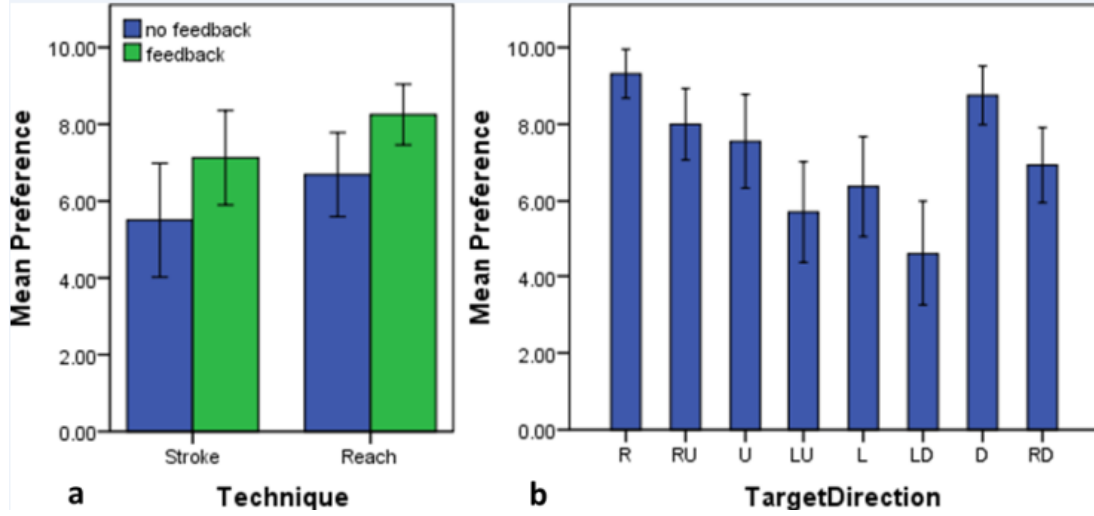 no feedback
feedback
Mean Preference
10.00
8.00
6.00
4.00
2.00
0.00
Stroke Reach
a Technique
Mean Preference
10.00
8.00
6.00
4.00
2.00
0.00
R RU U LU L LD D RD
b TargetDirection